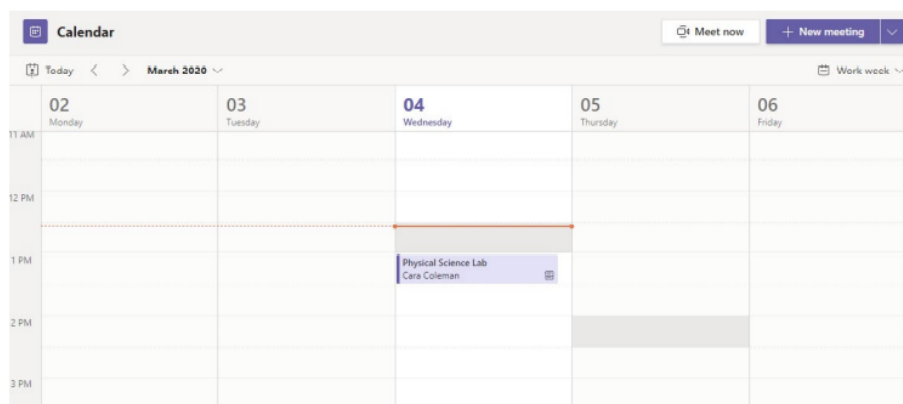 Calendar
Meet now
+ New meeting
Today
March 2020
Work week
02
Monday
03
Tuesday
04
Wednesday
05
Thursday
06
Friday
11 AM
12 PM
1 PM
Physical Science Lab
Cara Coleman
2 PM
3 PM